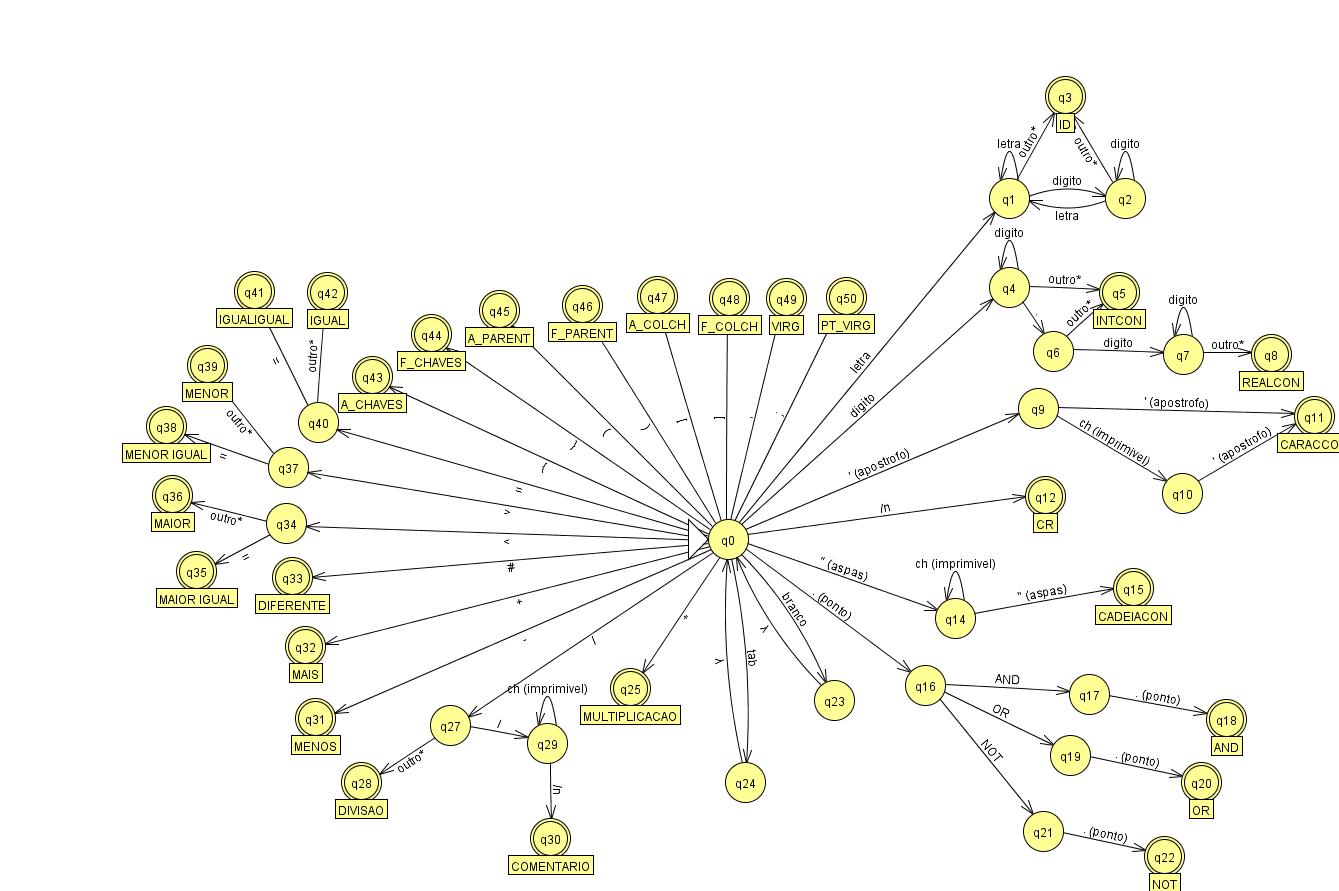 q3
ID
letra
outro*
outro*
digito
q1
digito
q2
letra
digito
q4
outro*
q5
INTCON
.
outro*
q6
digito
digito
q7
outro*
q8
REALCON
q41
IGUALIGUAL
q42
IGUAL
q44
F_CHAVES
q45
A_PARENT
q46
F_PARENT
q47
A_COLCH
q48
F_COLCH
q49
VIRG
q50
PT_VIRG
q39
MENOR
q43
A_CHAVES
=
outro*
letra
digito
q38
MENOR IGUAL
outro*
=
q40
q37
}
{
(
)
[
]
,
;
=
>
<
#
q9
' (apostrofo)
q11
CARACCO
ch (imprimivel)
' (apostrofo)
q10
' (apostrofo)
q36
MAIOR
outro*
q34
=
q35
MAIOR IGUAL
q0
/n
q12
CR
q33
DIFERENTE
+
-
/
*
q32
MAIS
q31
MENOS
" (aspas)
ch (imprimivel)
q14
" (aspas)
q15
CADEIACON
. (ponto)
branco
λ
tab
λ
q23
q24
q25
MULTIPLICACAO
ch (imprimivel)
q27
/
q29
outro*
q28
DIVISAO
/n
q30
COMENTARIO
q16
AND
q17
. (ponto)
q18
AND
OR
q19
. (ponto)
q20
OR
NOT
q21
. (ponto)
q22
NOT